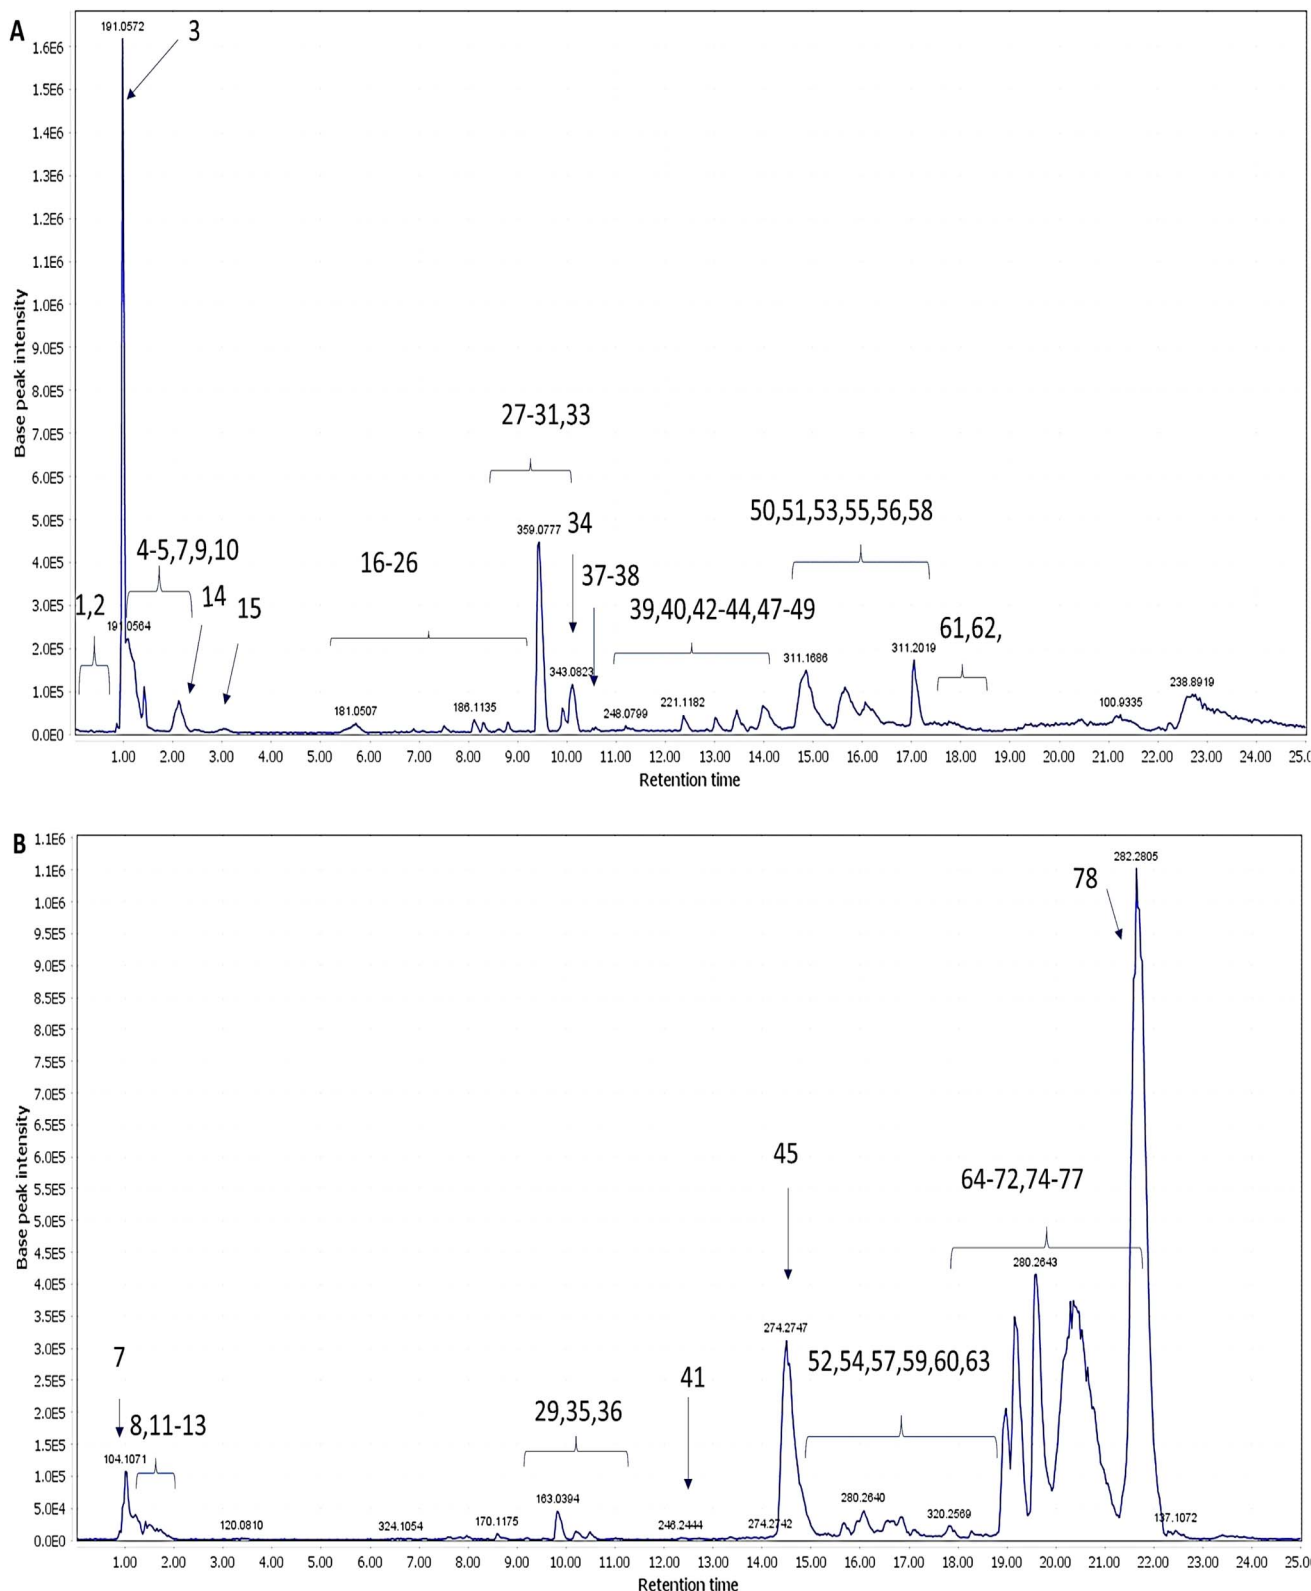 A
191.0572
3
1.6E6
1.5E6
1.4E6
1.3E6
1.2E6
1.1E6
1.0E6
9.0E5
8.0E5
7.0E5
6.0E5
5.0E5
4.0E5
3.0E5
2.0E5
1.0E5
0.0E0
Base peak intensity
27-31,33
50,51,53,55,56,58
359.0777
34
4-5,7,9,10
16-26
37-38
1,2
14
15
39,40,42-44,47-49
191.0564
61,62,
311.2019
311.1686
343.0823
238.8919
186.1135
221.1182
100.9335
181.0507
248.0799
1.00 2.00 3.00 4.00 5.00 6.00 7.00 8.00 9.00 10.00 11.00 12.00 13.00 14.00 15.00 16.00 17.00 18.00 19.00 20.00 21.00 22.00 23.00 24.00 25.0
Retention time
B
1.1E6
1.1E6
1.0E6
9.5E5
9.0E5
8.5E5
8.0E5
7.5E5
7.0E5
6.5E5
6.0E5
5.5E5
5.0E5
4.5E5
4.0E5
3.5E5
3.0E5
2.5E5
2.0E5
1.5E5
1.0E5
5.0E4
0.0E0
Base peak intensity
282.2805
78
45
64-72,74-77
280.2643
274.2747
7
52,54,57,59,60,63
41
29,35,36
8,11-13
104.1071
163.0394
280.2640
170.1175
320.2569
137.1072
120.0810
324.1054
246.2444
274.2742
1.00 2.00 3.00 4.00 5.00 6.00 7.00 8.00 9.00 10.00 11.00 12.00 13.00 14.00 15.00 16.00 17.00 18.00 19.00 20.00 21.00 22.00 23.00 24.00 25.0
Retention time